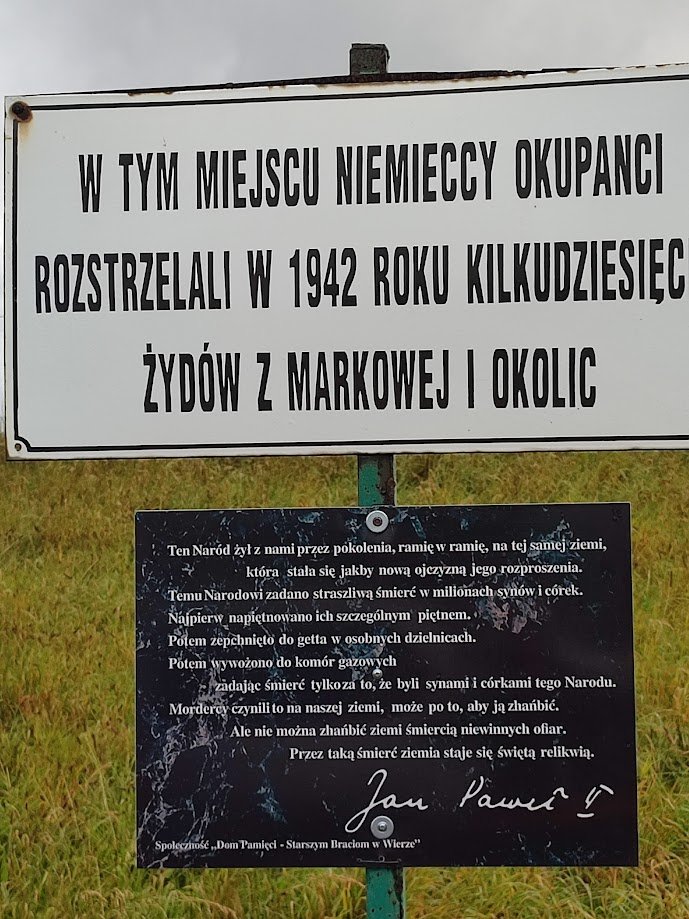 W TYM MIEJSCU NIEMIECCY OKUPANCI
ROZSTRZELALI W 1942 ROKU KILKUDZIESIĘC
ŻYDÓW Z MARKOWEJ I OKOLIC
Ten Naród żył z nami przez pokolenia, ramię w ramię, na tej samej ziemi,
która stała się jakby nową ojczyzną jego rozproszenia.
Temu Narodowi zadano straszliwą śmierć w milionach synów i córek.
Najpierw napiętnowano ich szczególnym piętnem.
Potem zepchnięto do getta w osobnych dzielnicach.
Potem wywożono do komór gazowych
zadając śmierć tylko za to, że byli synami i córkami tego Narodu.
Mordercy czynili to na naszej ziemi, może po to, aby ją zhańbić.
Ale nie można zhańbić ziemi śmiercią niewinnych ofiar.
Przez taką śmierć ziemia staje się świętą relikwią.
Jan Paweł II
Społeczność „Dom Pamięci - Starszym Braciom w Wierze"